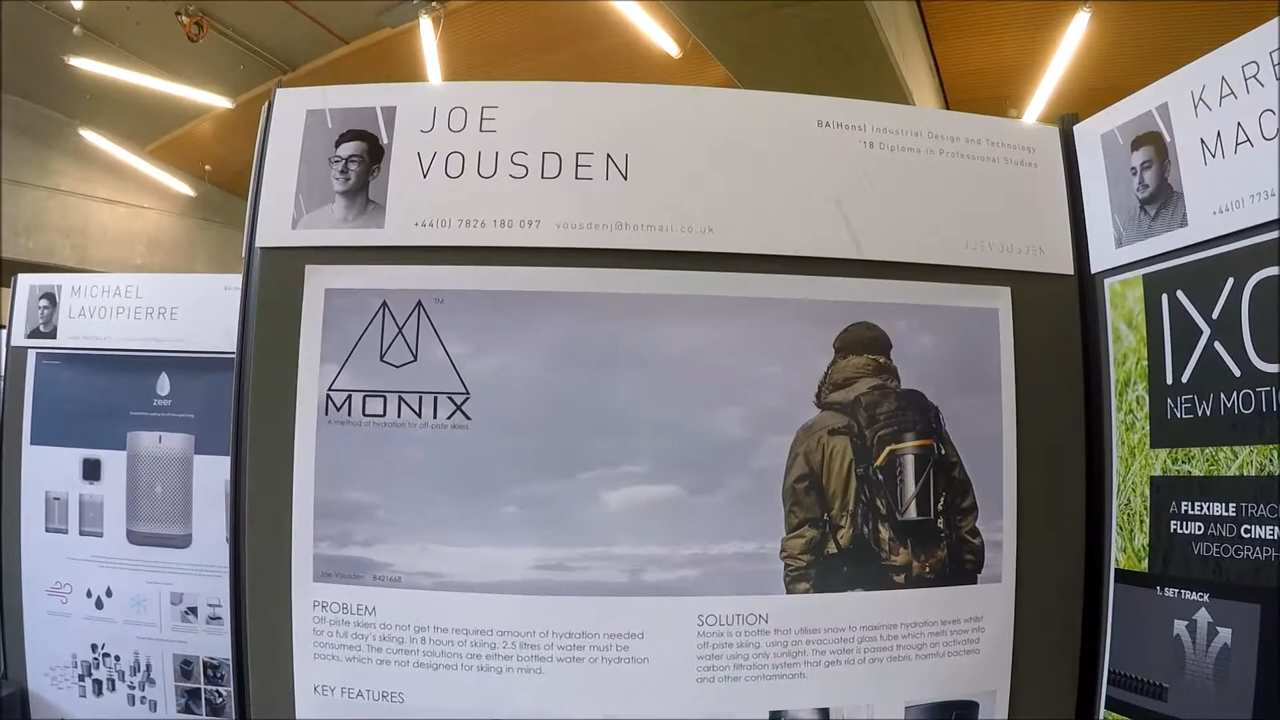 JOE
VOUSDEN
+44(0) 7826 180 097 vousdenj@hotmail.co.uk
BA(Hons) Industrial Design and Technology
'18 Diploma in Professional Studies
MONIX
TM
A method of hydration for off-piste skiers
Joe Vousden B421668
PROBLEM
Off-piste skiers do not get the required amount of hydration needed
for a full day's skiing. In 8 hours of skiing, 2.5 litres of water must be
consumed. The current solutions are either bottled water or hydration
packs, which are not designed for skiing in mind.
KEY FEATURES
SOLUTION
Monix is a bottle that utilises snow to maximize hydration levels whilst
off-piste skiing, using an evacuated glass tube which melts snow into
water using only sunlight. The water is passed through an activated
carbon filtration system that gets rid of any debris, harmful bacteria
and other contaminants.
MICHAEL
LAVOIPIERRE
zeer
KARE
MAC
+44(0) 7734
IXO
NEW MOTI
A FLEXIBLE TRAC
FLUID AND CINEM
VIDEOGRAPH
1. SET TRACK